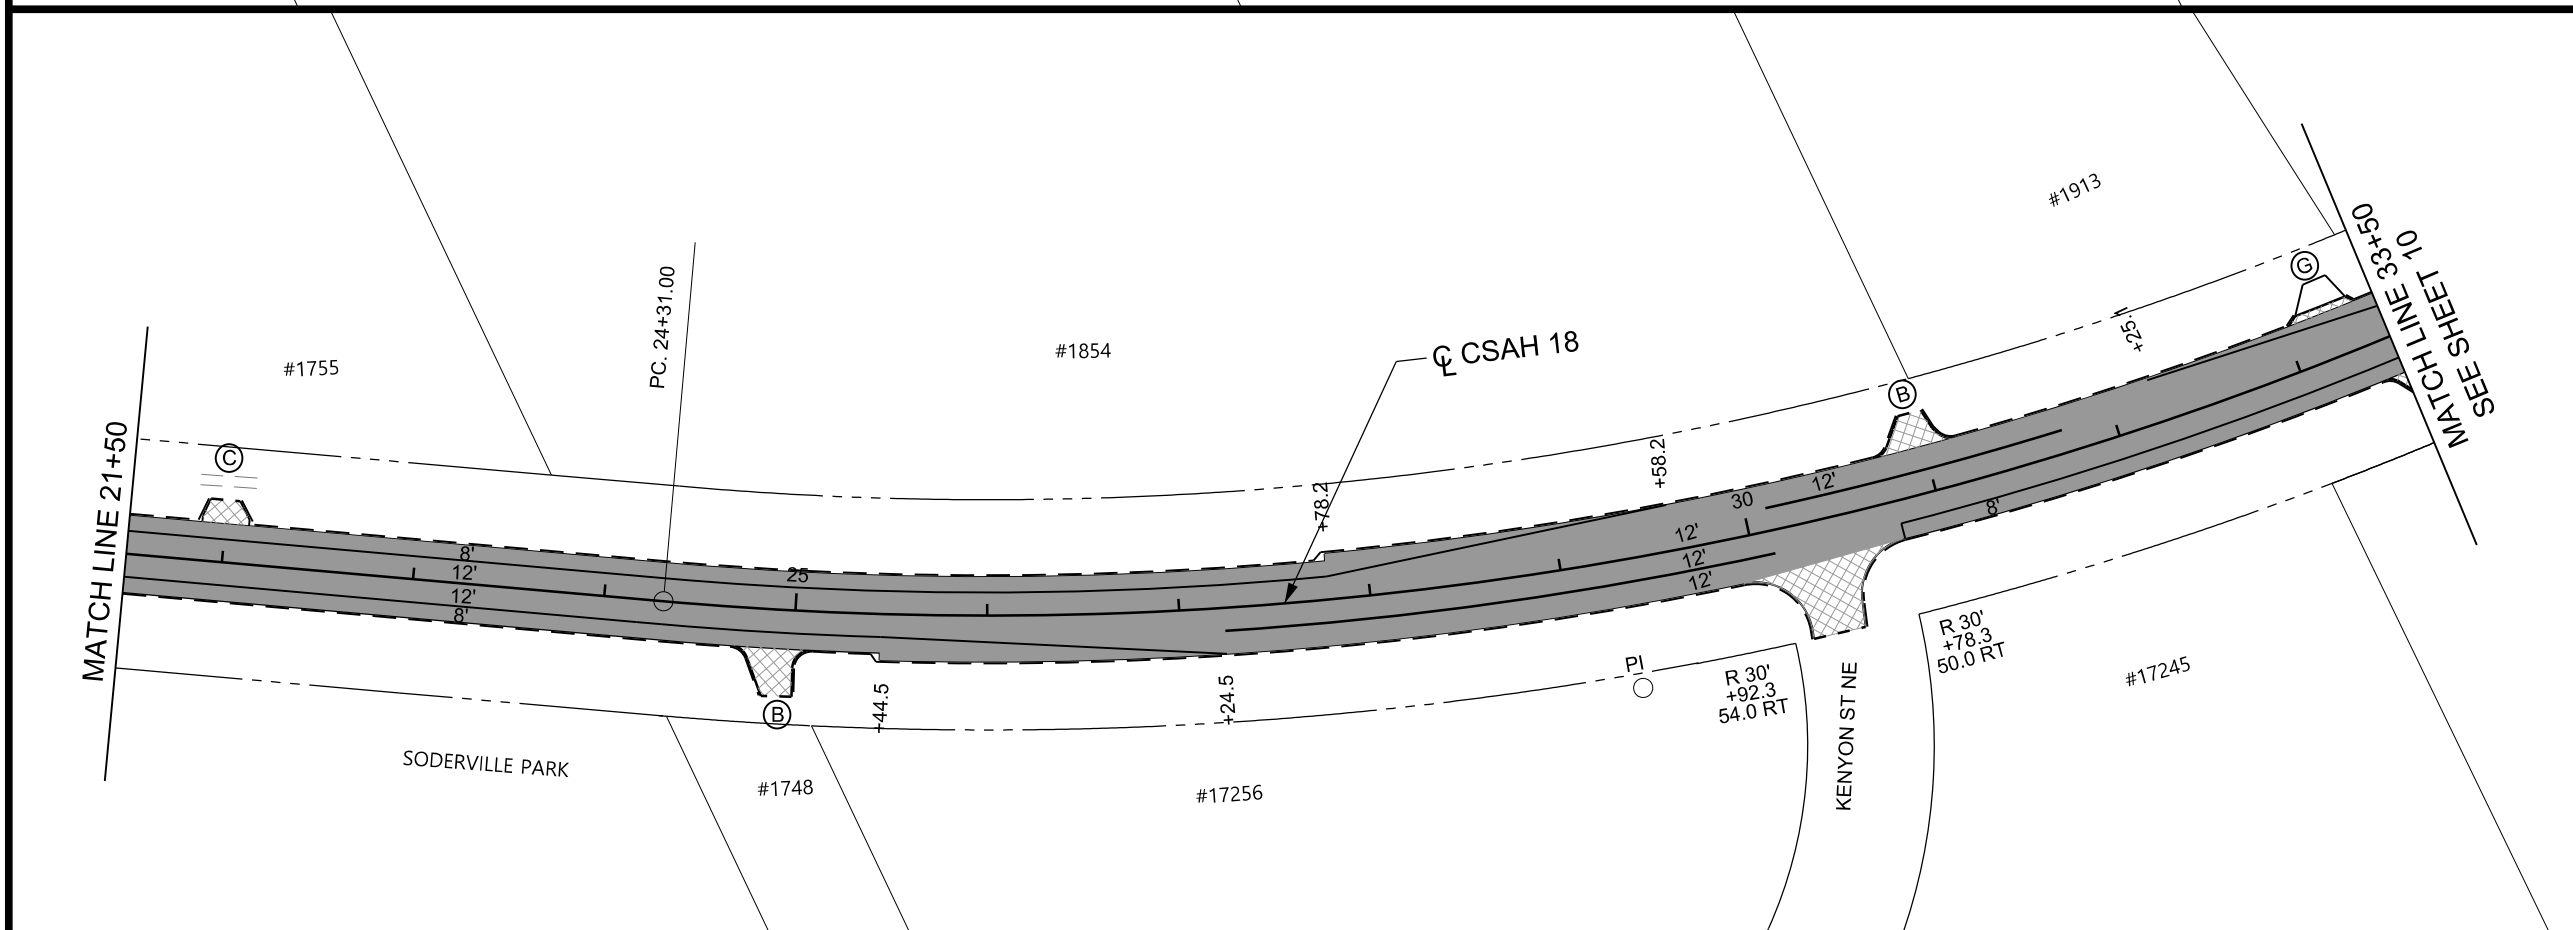 MATCH LINE 21+50
#1755
C
PC. 24+31.00
#1854
℄ CSAH 18
#1913
G
MATCH LINE 33+50
SEE SHEET 10
+25.1
B
+58.2
+78.2
8'
12'
12'
8'
25
30
12'
12'
12'
12'
8'
B
+44.5
+24.5
PI
R 30'
+92.3
54.0 RT
KENYON ST NE
R 30'
+78.3
50.0 RT
#17245
SODERVILLE PARK
#1748
#17256